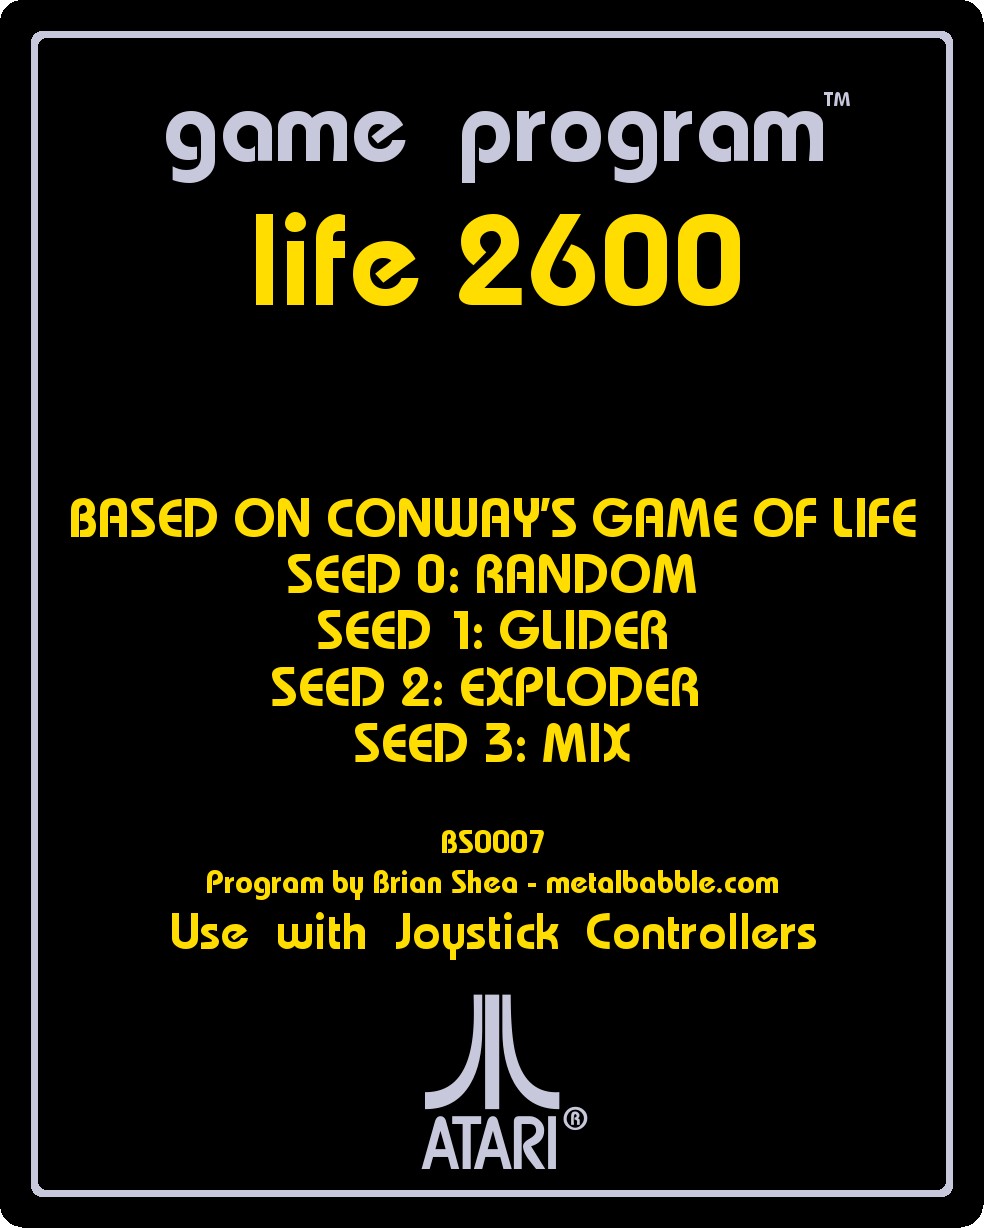 game program™
life 2600
BASED ON CONWAY'S GAME OF LIFE
SEED 0: RANDOM
SEED 1: GLIDER
SEED 2: EXPLODER
SEED 3: MIX
BS0007
Program by Brian Shea - metalbabble.com
Use with Joystick Controllers
ATARI®